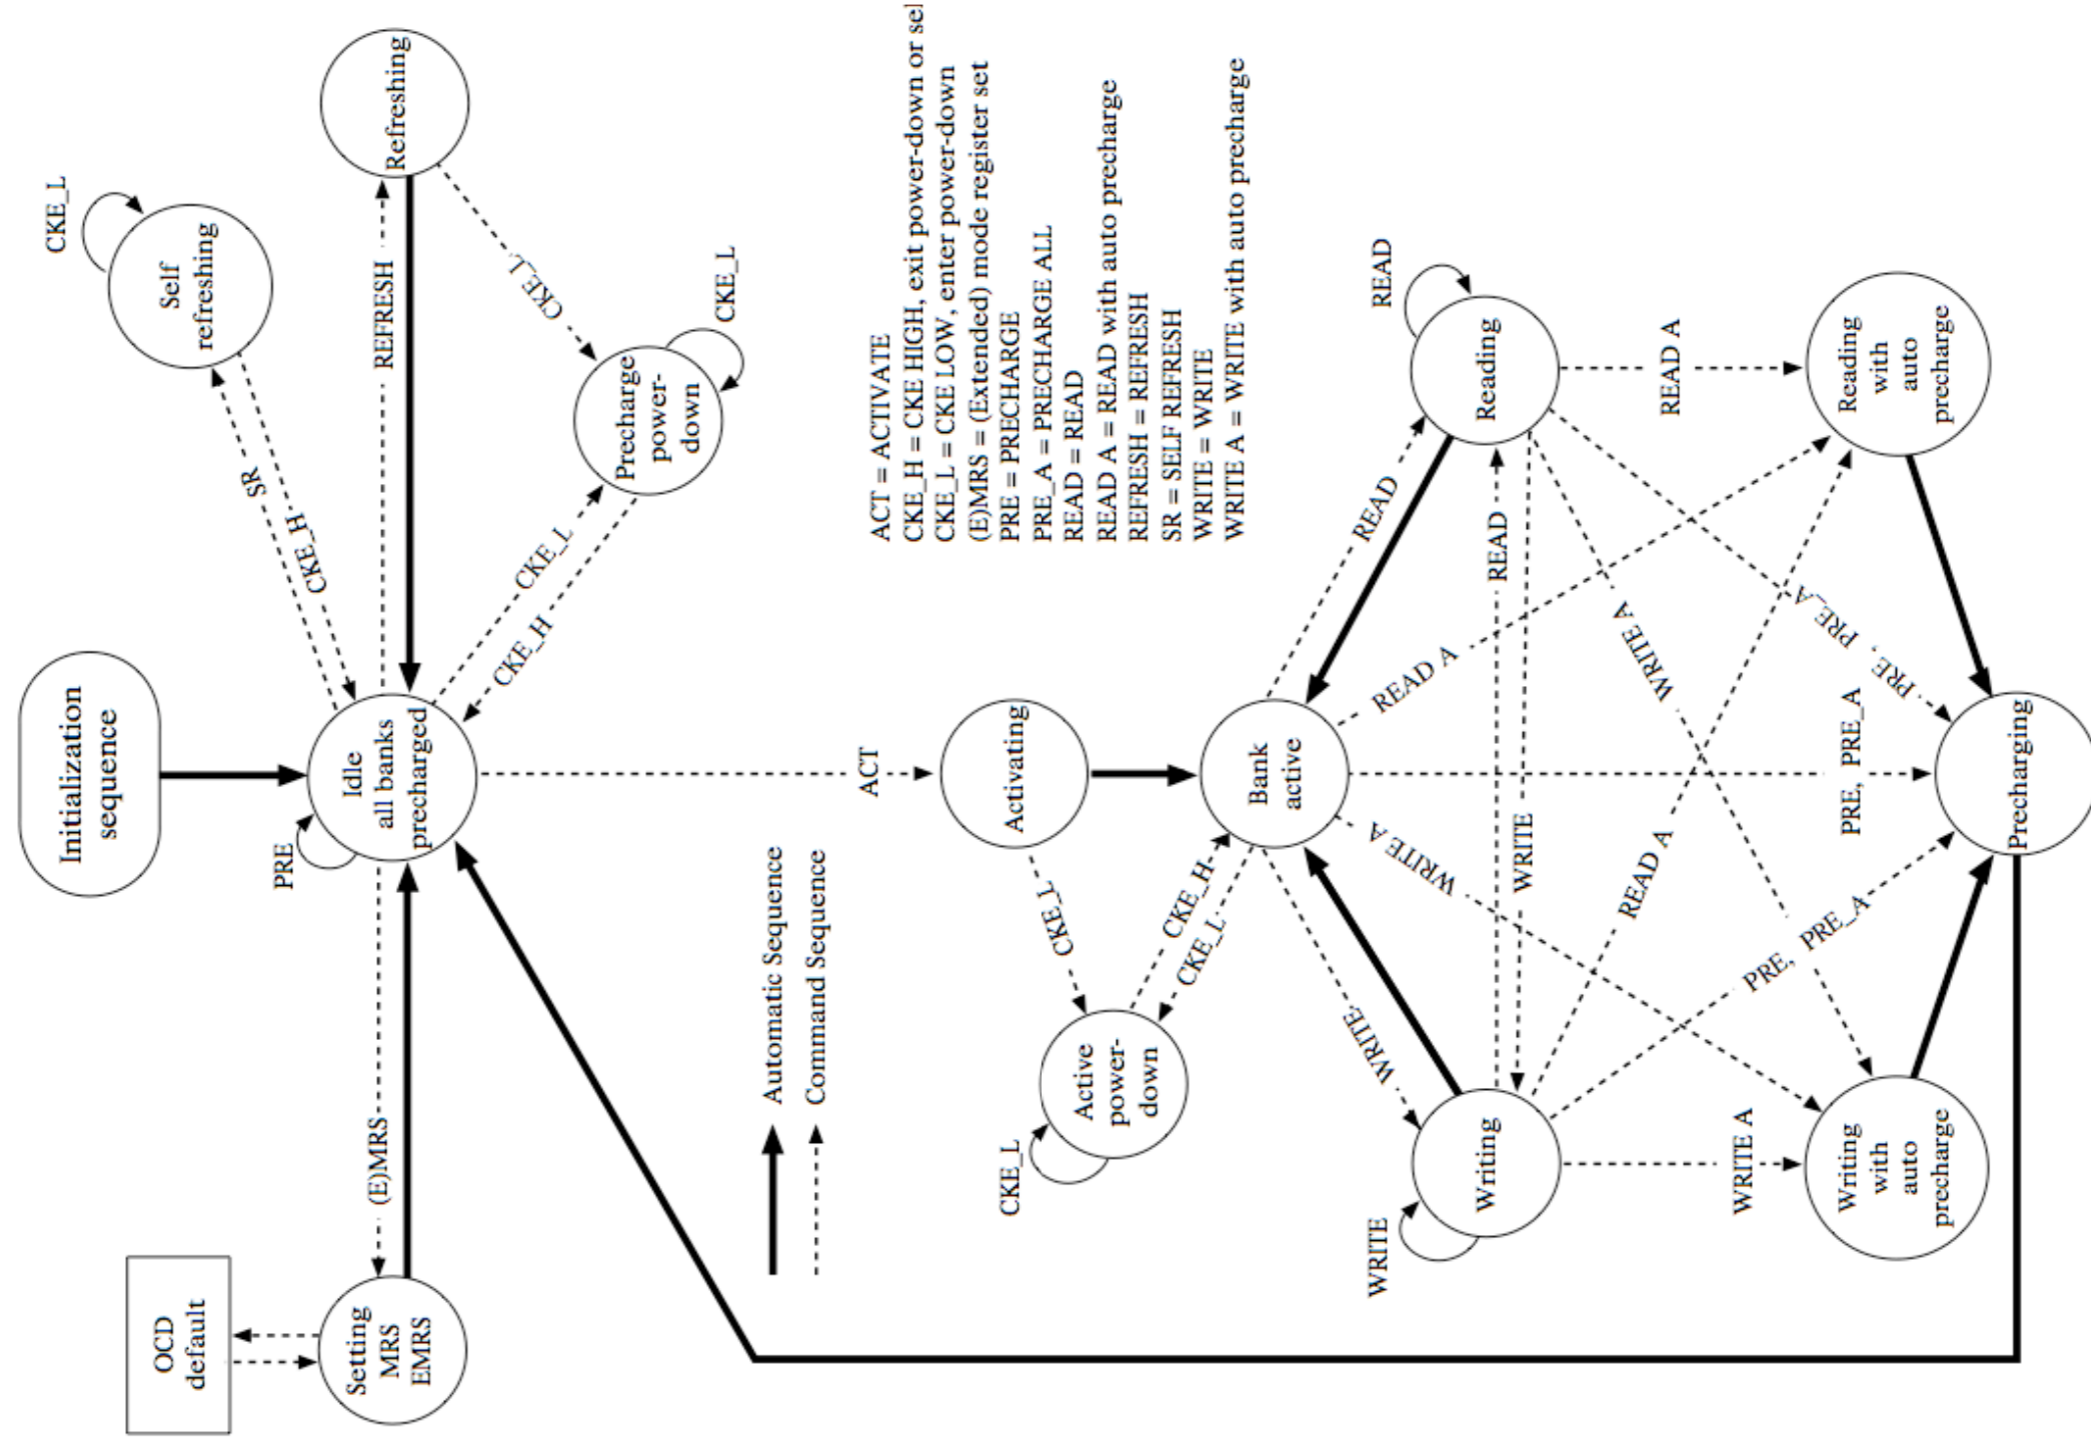 Initialization
sequence
CKE_L
OCD
default
Self
refreshing
SR
PRE
CKE_H
Setting
MRS
EMRS
(E)MRS
Idle
all banks
precharged
REFRESH
Refreshing
CKE_H
CKE_L
CKE_L
Precharge
power-
down
CKE_L
Automatic Sequence
Command Sequence
ACT
ACT = ACTIVATE
CKE_H = CKE HIGH, exit power-down or
CKE_L = CKE LOW, enter power-down
(E)MRS = (Extended) mode register set
PRE = PRECHARGE
PRE_A = PRECHARGE ALL
READ = READ
READ A = READ with auto precharge
REFRESH = REFRESH
SR = SELF REFRESH
WRITE = WRITE
WRITE A = WRITE with auto precharge
Activating
CKE_L
CKE_L
Active
power-
down
CKE_H
CKE_L
Bank
active
WRITE
READ
READ
WRITE
Writing
Reading
READ A
WRITE A
READ
WRITE
READ A
WRITE A
READ A
WRITE A
PRE, PRE_A
PRE, PRE_A
PRE, PRE_A
Writing
with
auto
precharge
Reading
with
auto
precharge
Precharging